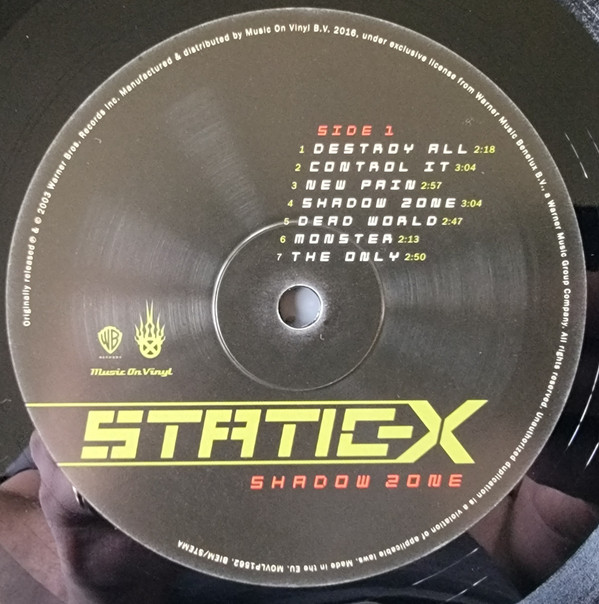 Originally released ℗ & © 2003 Warner Bros. Records Inc. Manufactured & distributed by Music On Vinyl B.V. 2016, under exclusive license from Warner Music Benelux B.V., a Warner Music Group Company. All rights reserved. Unauthorized duplication is a violation of applicable laws. Made in the EU. MOVLP1562. BIEM/STEMA
SIDE 1
1 DESTROY ALL 2:18
2 CONTROL IT 3:04
3 NEW PAIN 2:57
4 SHADOW ZONE 3:04
5 DEAD WORLD 2:47
6 MONSTER 2:13
7 THE ONLY 2:50
WB
Music On Vinyl
STATIC-X
SHADOW ZONE